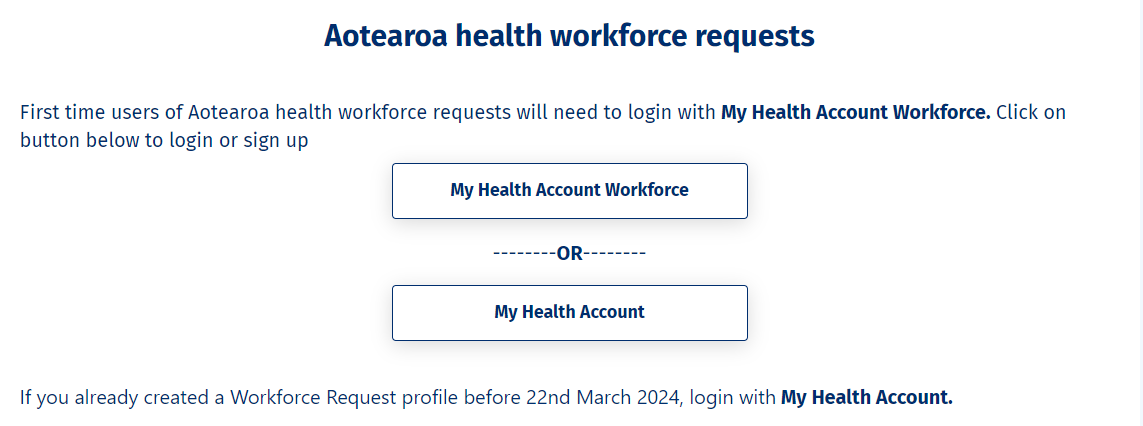 Aotearoa health workforce requests
First time users of Aotearoa health workforce requests will need to login with My Health Account Workforce. Click on
button below to login or sign up
My Health Account Workforce
--------OR--------
My Health Account
If you already created a Workforce Request profile before 22nd March 2024, login with My Health Account.